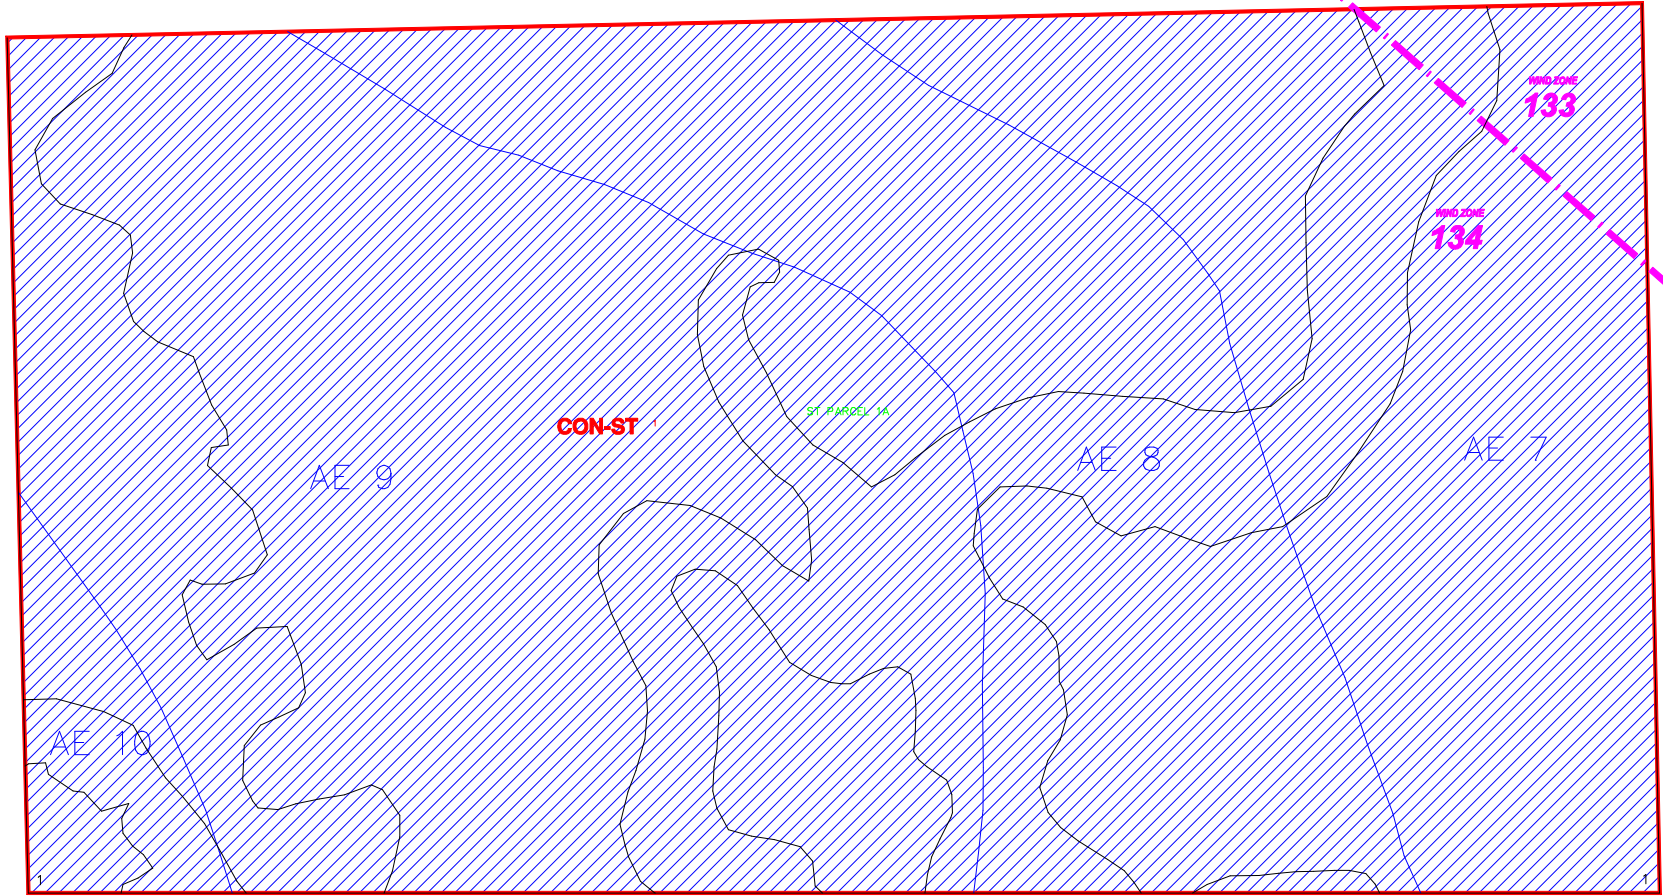 WIND ZONE
133
WIND ZONE
134
ST PARCEL 1A
CON-ST 1
AE 9
AE 8
AE 7
AE 10
1
1